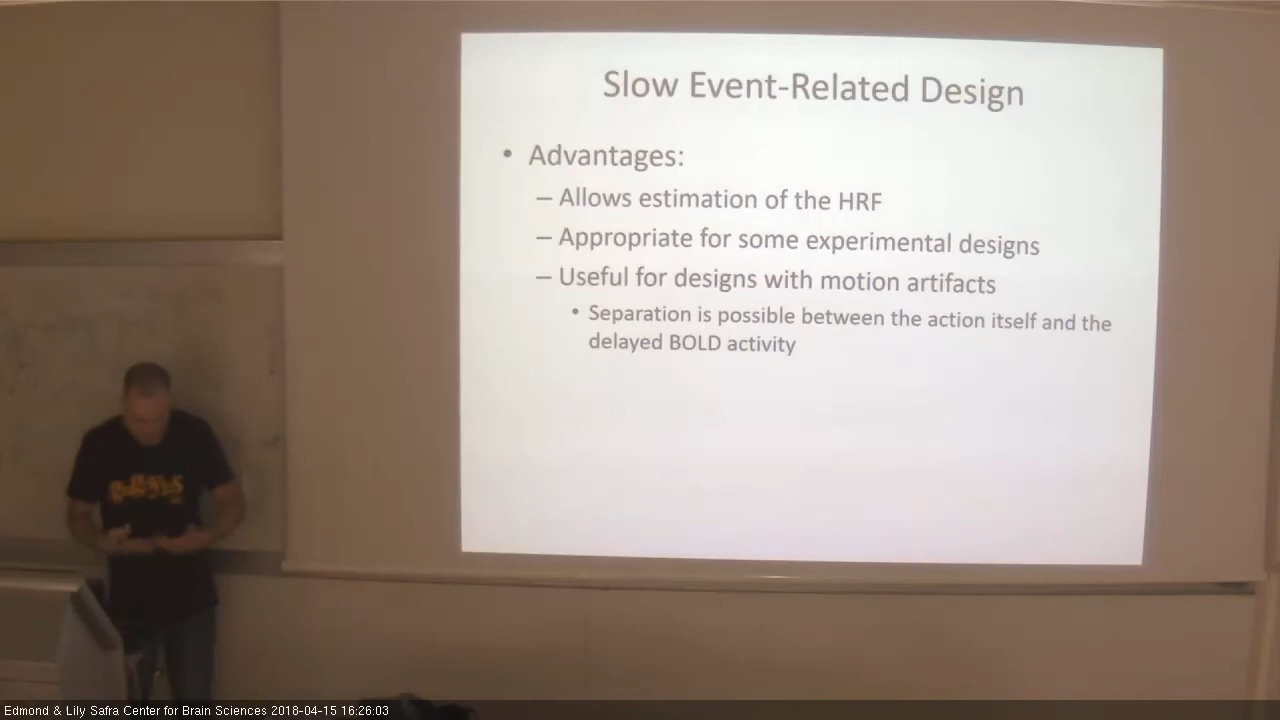 Slow Event-Related Design
• Advantages:
– Allows estimation of the HRF
– Appropriate for some experimental designs
– Useful for designs with motion artifacts
• Separation is possible between the action itself and the
delayed BOLD activity
Edmond & Lily Safra Center for Brain Sciences 2018-04-15 16:26:03